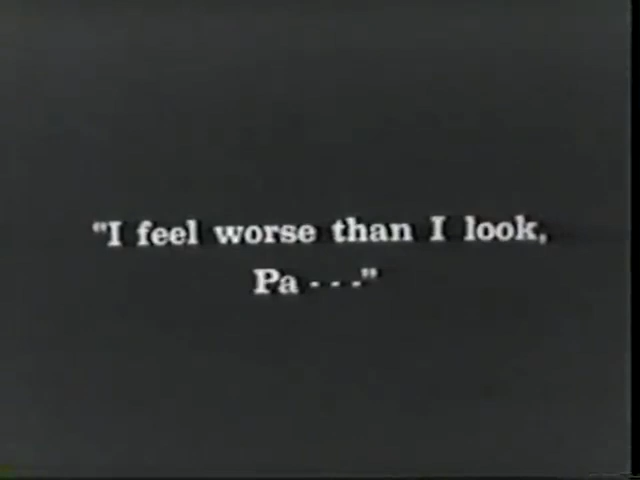 "I feel worse than I look,
Pa - - -"